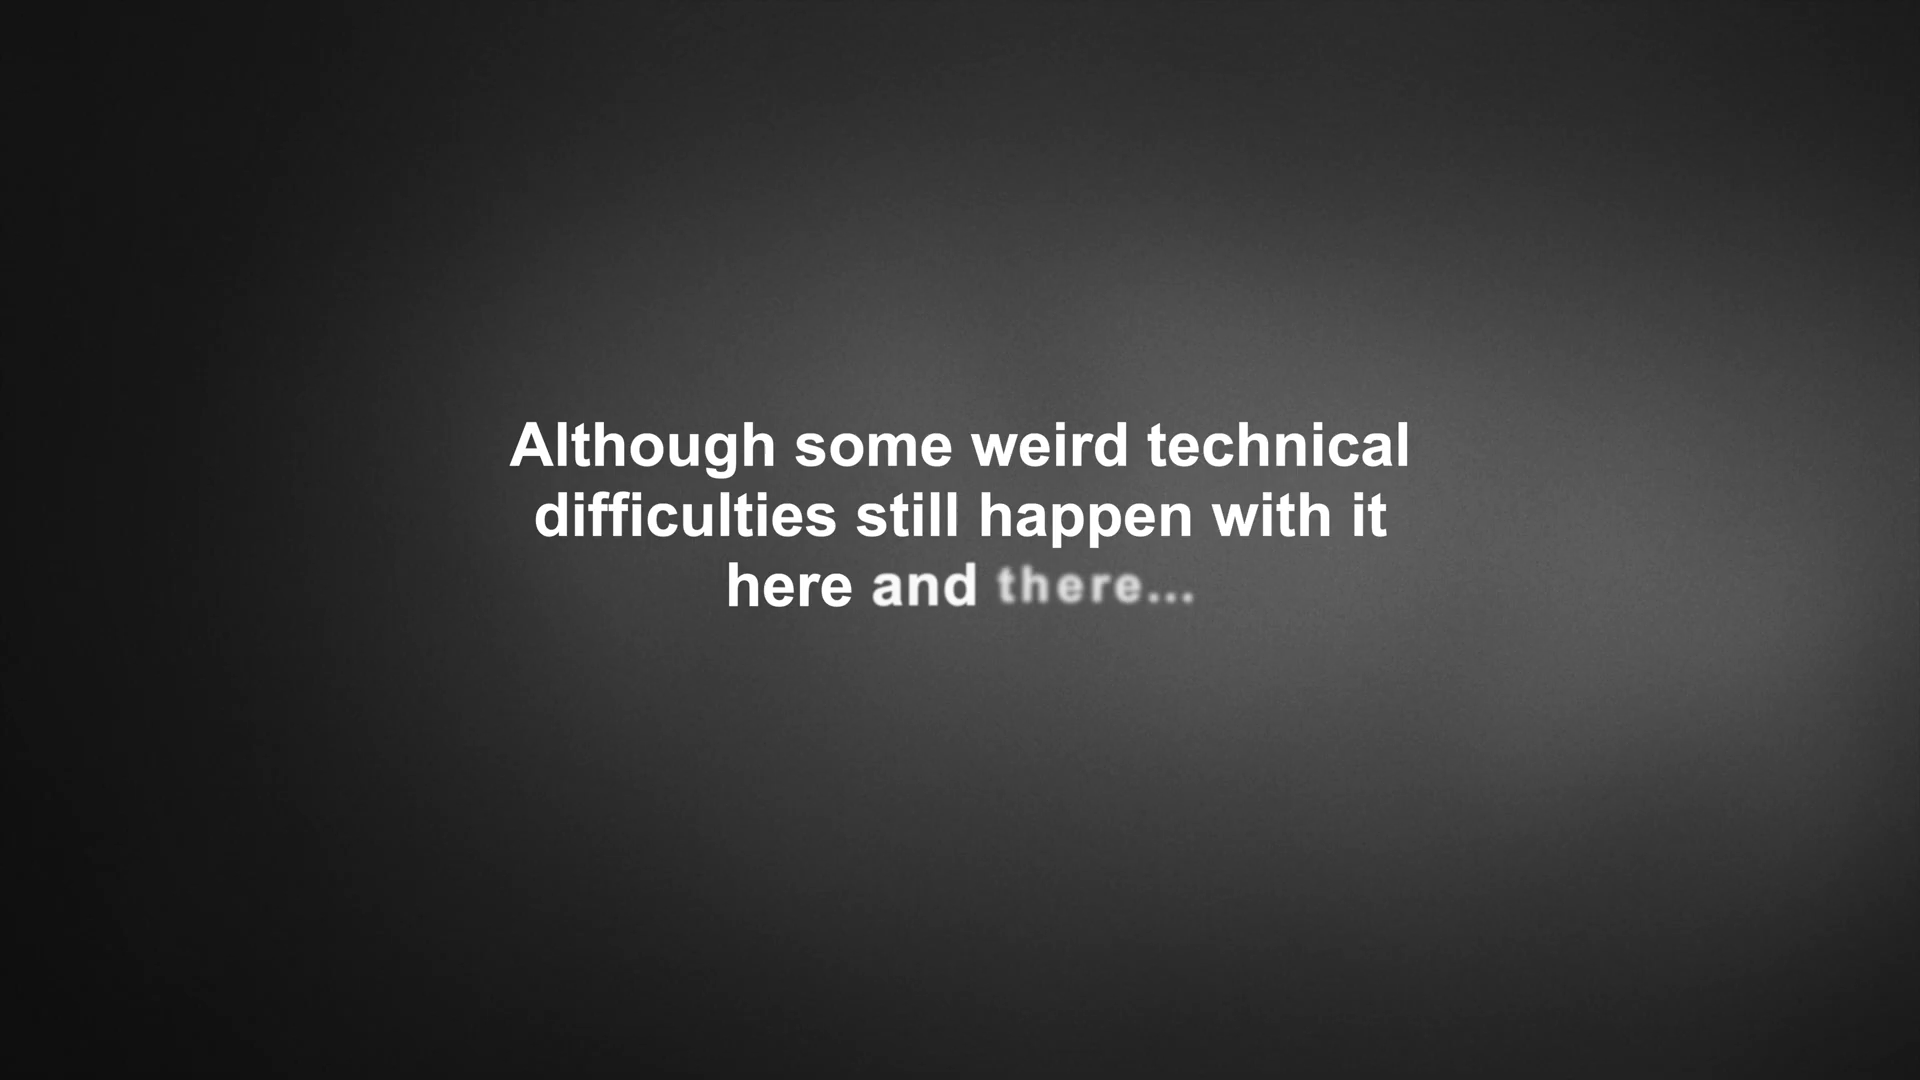 Although some weird technical
difficulties still happen with it
here and there...